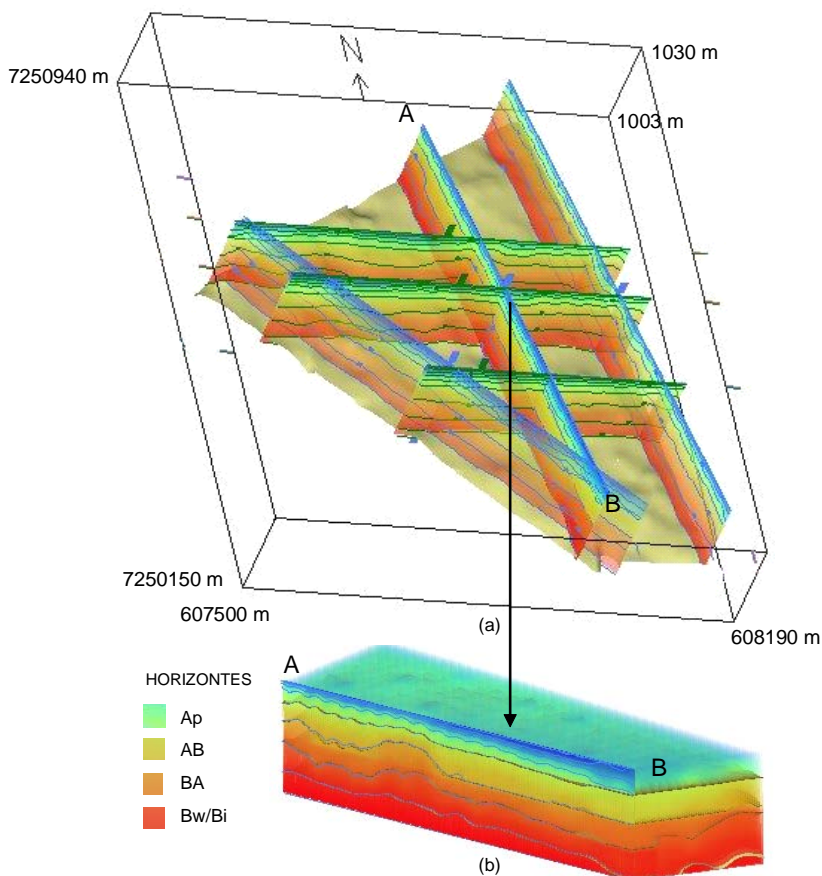 1030 m
N
7250940 m
A
1003 m
B
7250150 m
607500 m
(a)
608190 m
A
HORIZONTES
Ap
AB
B
BA
Bw/Bi
(b)